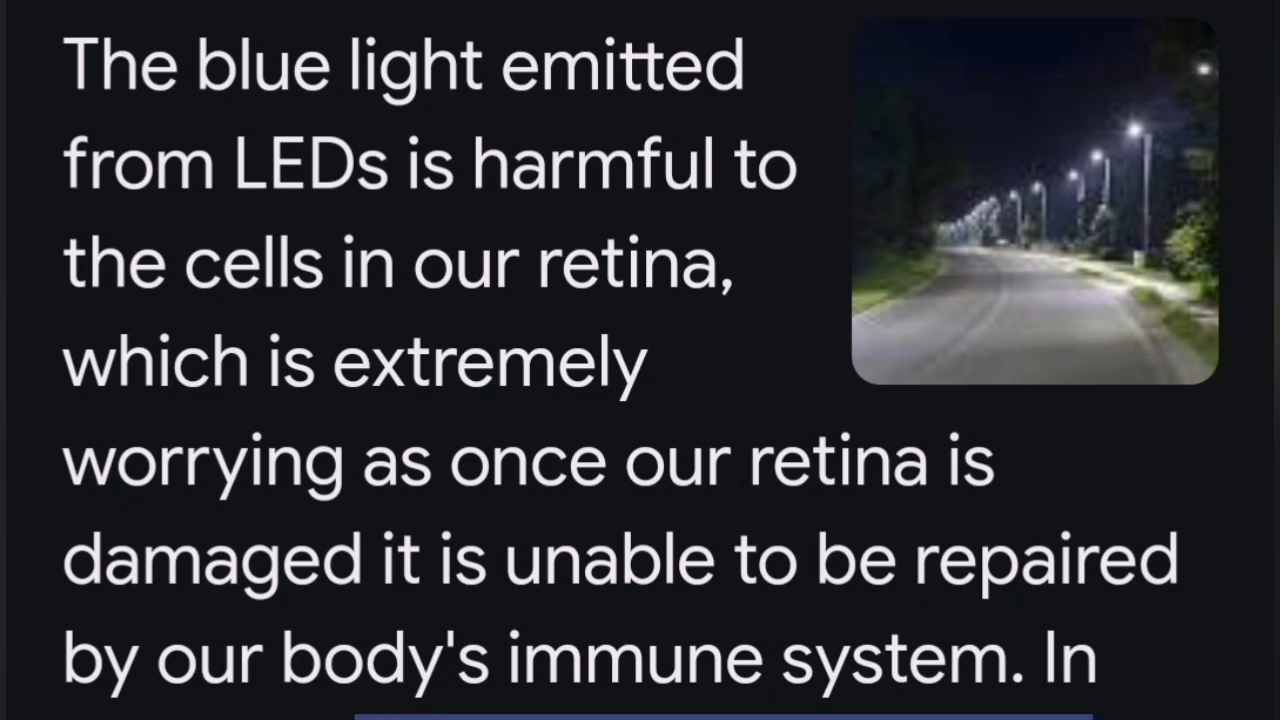 The blue light emitted
from LEDs is harmful to
the cells in our retina,
which is extremely
worrying as once our retina is
damaged it is unable to be repaired
by our body's immune system. In